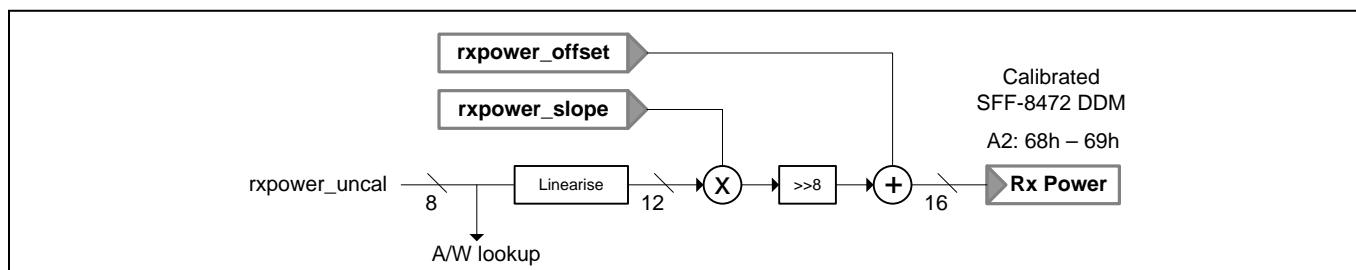 rxpower_offset
rxpower_slope
Calibrated
SFF-8472 DDM
A2: 68h – 69h
rxpower_uncal
8
Linearise
12
X
>>8
+
16
Rx Power
A/W lookup